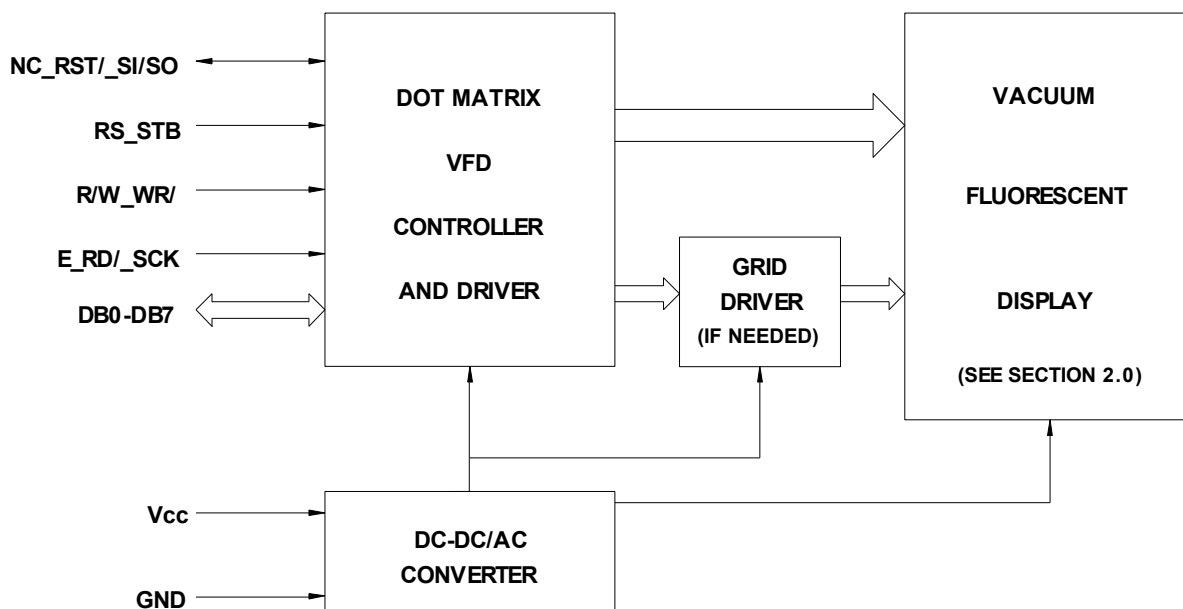 NC_RST/_SI/SO
RS_STB
R/W_WR/
E_RD/_SCK
DB0-DB7
DOT MATRIX
VFD
CONTROLLER
AND DRIVER
GRID
DRIVER
(IF NEEDED)
VACUUM
FLUORESCENT
DISPLAY
(SEE SECTION 2.0)
Vcc
GND
DC-DC/AC
CONVERTER